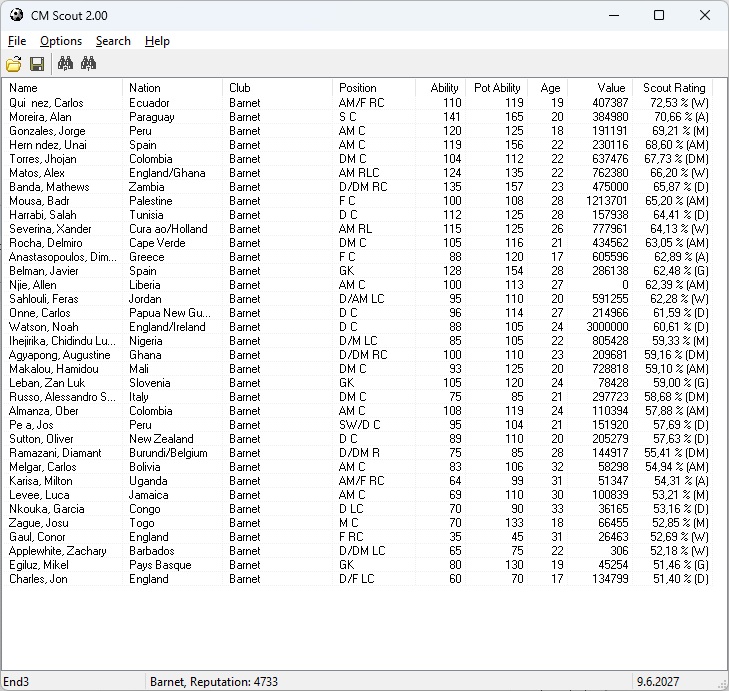 CM Scout 2.00
File Options Search Help
Name Nation Club Position Ability Pot Ability Age Value Scout Rating
Qui nez, Carlos Ecuador Barnet AM/F RC 110 119 19 407387 72,53 % (W)
Moreira, Alan Paraguay Barnet S C 141 165 20 384980 70,66 % (A)
Gonzales, Jorge Peru Barnet AM C 120 125 18 191191 69,21 % (M)
Hern ndez, Unai Spain Barnet AM C 119 156 22 230116 68,60 % (AM)
Torres, Jhojan Colombia Barnet DM C 104 112 22 637476 67,73 % (DM)
Matos, Alex England/Ghana Barnet AM RLC 124 135 22 762380 66,20 % (W)
Banda, Mathews Zambia Barnet D/DM RC 135 157 23 475000 65,87 % (D)
Mousa, Badr Palestine Barnet F C 100 108 28 1213701 65,20 % (AM)
Harrabi, Salah Tunisia Barnet D C 112 125 28 157938 64,41 % (D)
Severina, Xander Cura ao/Holland Barnet AM RL 115 125 26 777961 64,13 % (W)
Rocha, Delmiro Cape Verde Barnet DM C 105 116 21 434562 63,05 % (AM)
Anastasopoulos, Dim... Greece Barnet F C 88 120 17 605596 62,89 % (A)
Belman, Javier Spain Barnet GK 128 154 28 286138 62,48 % (G)
Njie, Allen Liberia Barnet AM C 100 113 27 0 62,39 % (AM)
Sahlouli, Feras Jordan Barnet D/AM LC 95 110 20 591255 62,28 % (W)
Onne, Carlos Papua New Gu... Barnet D C 96 114 27 214966 61,59 % (D)
Watson, Noah England/Ireland Barnet D C 88 105 24 3000000 60,61 % (D)
Ihejirika, Chidindu Lu... Nigeria Barnet D/M LC 85 105 22 805428 59,33 % (M)
Agyapong, Augustine Ghana Barnet D/DM RC 100 110 23 209681 59,16 % (DM)
Makalou, Hamidou Mali Barnet DM C 93 125 20 728818 59,10 % (AM)
Leban, Zan Luk Slovenia Barnet GK 105 120 24 78428 59,00 % (G)
Russo, Alessandro S... Italy Barnet DM C 75 85 21 297723 58,68 % (DM)
Almanza, Ober Colombia Barnet AM C 108 119 24 110394 57,88 % (AM)
Pe a, Jos Peru Barnet SW/D C 95 104 21 151920 57,69 % (D)
Sutton, Oliver New Zealand Barnet D C 89 110 20 205279 57,63 % (D)
Ramazani, Diamant Burundi/Belgium Barnet D/DM R 75 85 28 144917 55,41 % (DM)
Melgar, Carlos Bolivia Barnet AM C 83 106 32 58298 54,94 % (AM)
Karisa, Milton Uganda Barnet AM/F RC 64 99 31 51347 54,31 % (A)
Levee, Luca Jamaica Barnet AM C 69 110 30 100839 53,21 % (M)
Nkouka, Garcia Congo Barnet D LC 70 90 33 36165 53,16 % (D)
Zague, Josu Togo Barnet M C 70 133 18 66455 52,85 % (M)
Gaul, Conor England Barnet F RC 35 45 31 26463 52,69 % (W)
Applewhite, Zachary Barbados Barnet D/DM LC 65 75 22 306 52,18 % (W)
Egiluz, Mikel Pays Basque Barnet GK 80 130 19 45254 51,46 % (G)
Charles, Jon England Barnet D/F LC 60 70 17 134799 51,40 % (D)
End3 Barnet, Reputation: 4733 9.6.2027